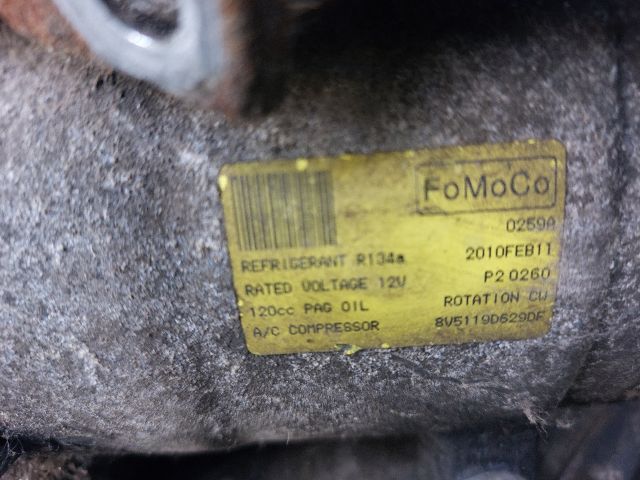 FoMoCo
0259A
REFRIGERANT R134a 2010FEB11
RATED VOLTAGE 12V P2 0260
120cc PAG OIL ROTATION CW
A/C COMPRESSOR 8V5119D629DF